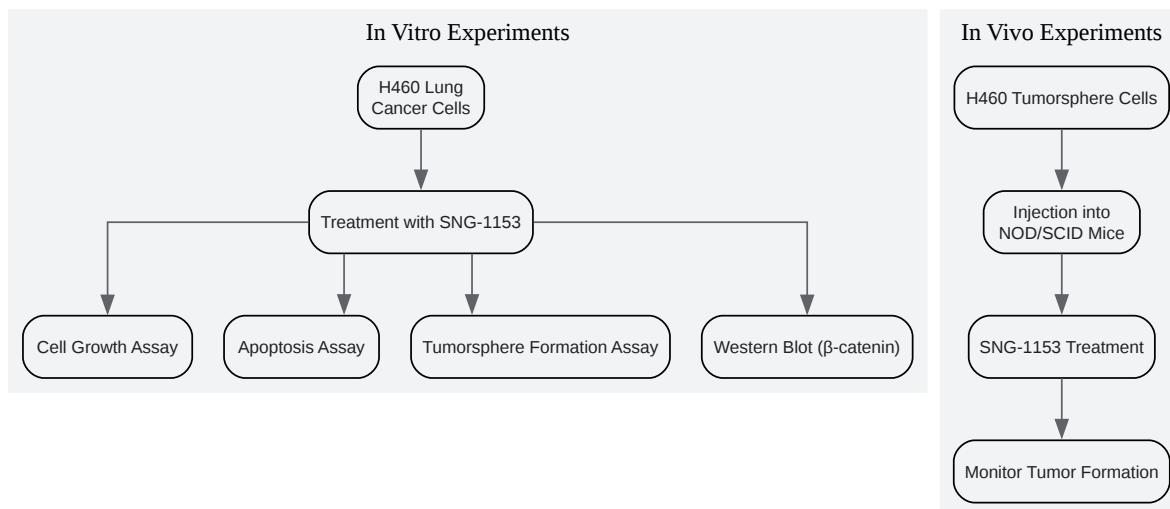 In Vitro Experiments
H460 Lung
Cancer Cells
Treatment with SNG-1153
Cell Growth Assay
Apoptosis Assay
Tumorsphere Formation Assay
Western Blot (β-catenin)
In Vivo Experiments
H460 Tumorsphere Cells
Injection into
NOD/SCID Mice
SNG-1153 Treatment
Monitor Tumor Formation